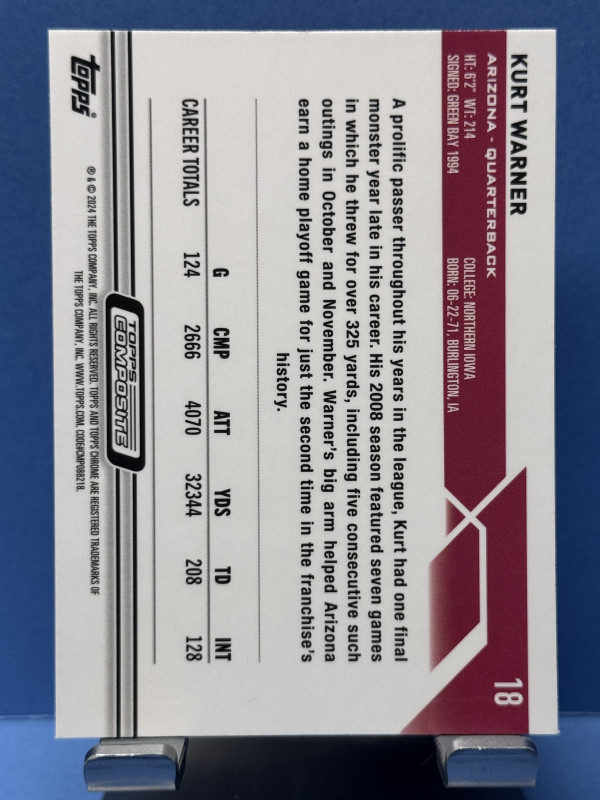 KURT WARNER
18
ARIZONA - QUARTERBACK
HT: 6'2" WT: 214
COLLEGE: NORTHERN IOWA
SIGNED: GREEN BAY 1994
BORN: 06-22-71, BURLINGTON, IA
A prolific passer throughout his years in the league, Kurt had one final
monster year late in his career. His 2008 season featured seven games
in which he threw for over 325 yards, including five consecutive such
outings in October and November. Warner's big arm helped Arizona
earn a home playoff game for just the second time in the franchise's
history.
G CMP ATT YDS TD INT
CAREER TOTALS 124 2666 4070 32344 208 128
TOPPS
COMPOSITE
topps®
® & © 2024 THE TOPPS COMPANY, INC. ALL RIGHTS RESERVED. TOPPS AND TOPPS CHROME ARE REGISTERED TRADEMARKS OF
THE TOPPS COMPANY, INC. WWW.TOPPS.COM. CODE#CMP088218.